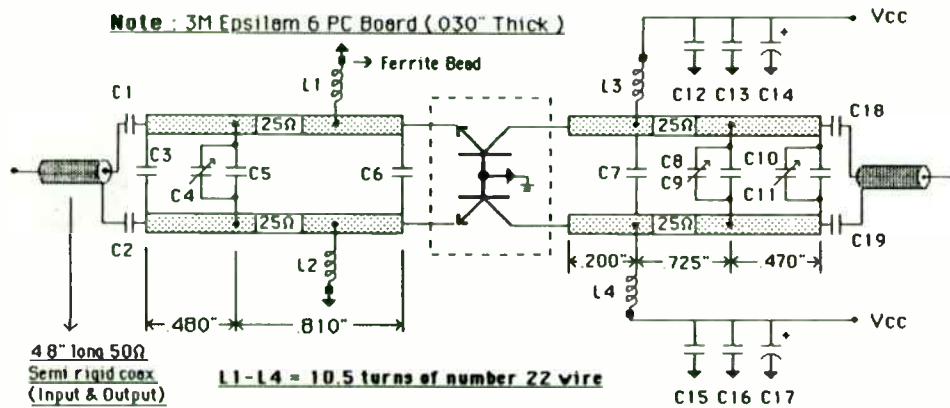 Note : 3M Epsilam 6 PC Board (.030" Thick)
Vcc
L1
Ferrite Bead
L3
C12 C13 C14
C1
C18
25Ω
25Ω
C3
C4
C5
C6
C7
C8
C9
C10
C11
25Ω
25Ω
C2
C19
L2
.200"
.725"
.470"
L4
.480"
.810"
Vcc
4.8" long 50Ω
Semi rigid coax
(Input & Output)
L1-L4 = 10.5 turns of number 22 wire
C15 C16 C17